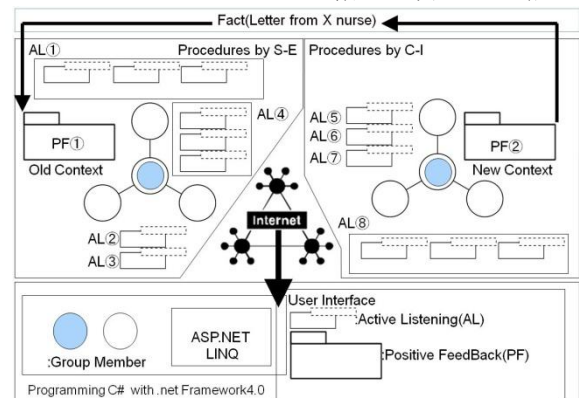 Fact(Letter from X nurse)
AL①
Procedures by S-E
Procedures by C-I
AL④
PF①
Old Context
AL②
AL③
AL⑤
AL⑥
AL⑦
PF②
New Context
AL⑧
Internet
:Group Member
ASP.NET
LINQ
Programming C# with .net Framework4.0
User Interface
:Active Listening(AL)
:Positive FeedBack(PF)